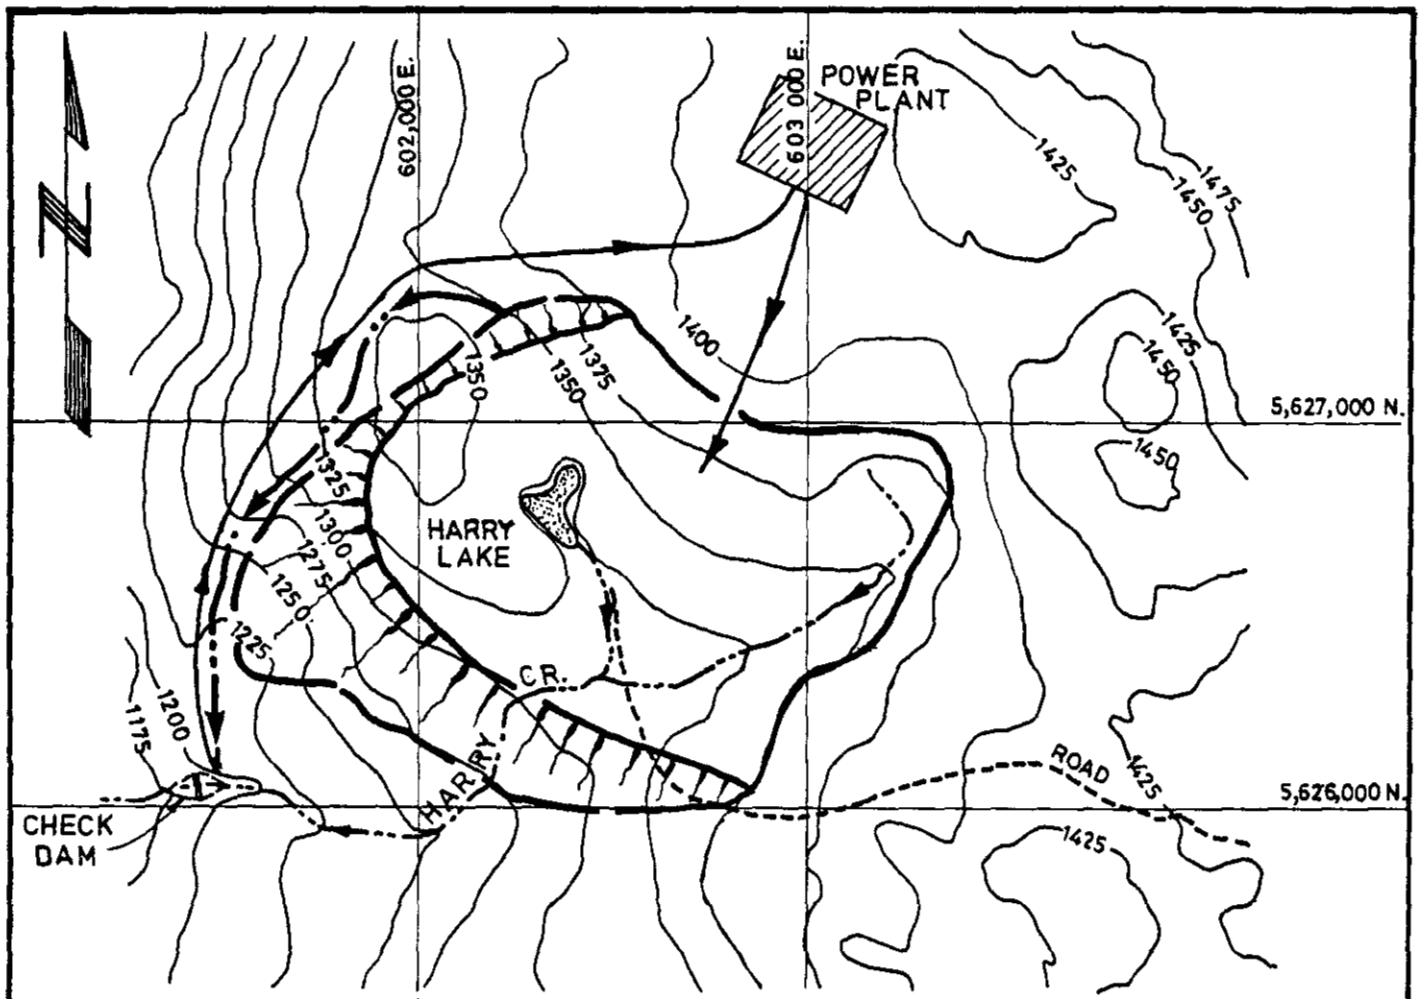 602,000 E.
603 000 E.
POWER
PLANT
1425
1475
1450
N
1400
1375
1350
1350
1425
1450
5,627,000 N.
1450
1325
1300
1275
1250
1225
HARRY
LAKE
CR.
HARRY
1200
1175
ROAD
1425
5,626,000 N.
CHECK
DAM
1425